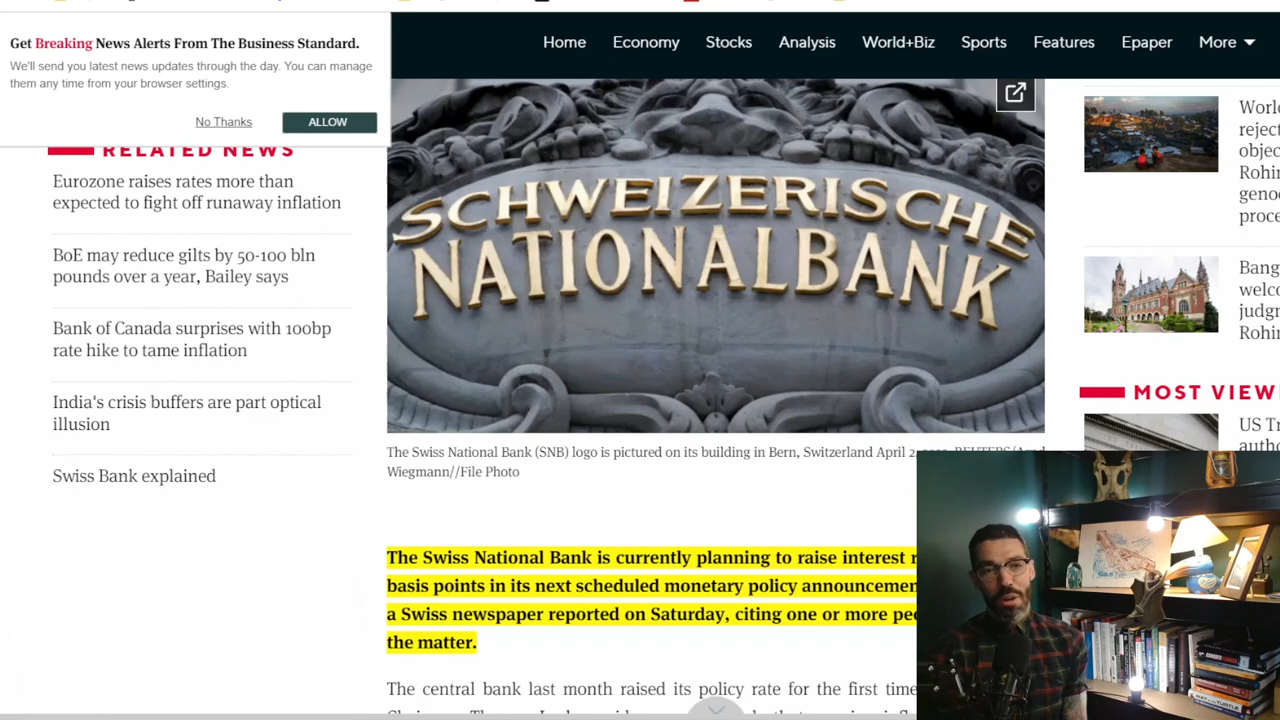 Get Breaking News Alerts From The Business Standard.
We'll send you latest news updates through the day. You can manage
them any time from your browser settings.
No Thanks
ALLOW
Home
Economy
Stocks
Analysis
World+Biz
Sports
Features
Epaper
More
RELATED NEWS
Eurozone raises rates more than
expected to fight off runaway inflation
BoE may reduce gilts by 50-100 bln
pounds over a year, Bailey says
Bank of Canada surprises with 100bp
rate hike to tame inflation
India's crisis buffers are part optical
illusion
Swiss Bank explained
SCHWEIZERISCHE
NATIONALBANK
The Swiss National Bank (SNB) logo is pictured on its building in Bern, Switzerland April
Wiegmann//File Photo
The Swiss National Bank is currently planning to raise interest
basis points in its next scheduled monetary policy
a Swiss newspaper reported on Saturday, citing one or more
the matter.
The central bank last month raised its policy rate for the first time
MOST
US